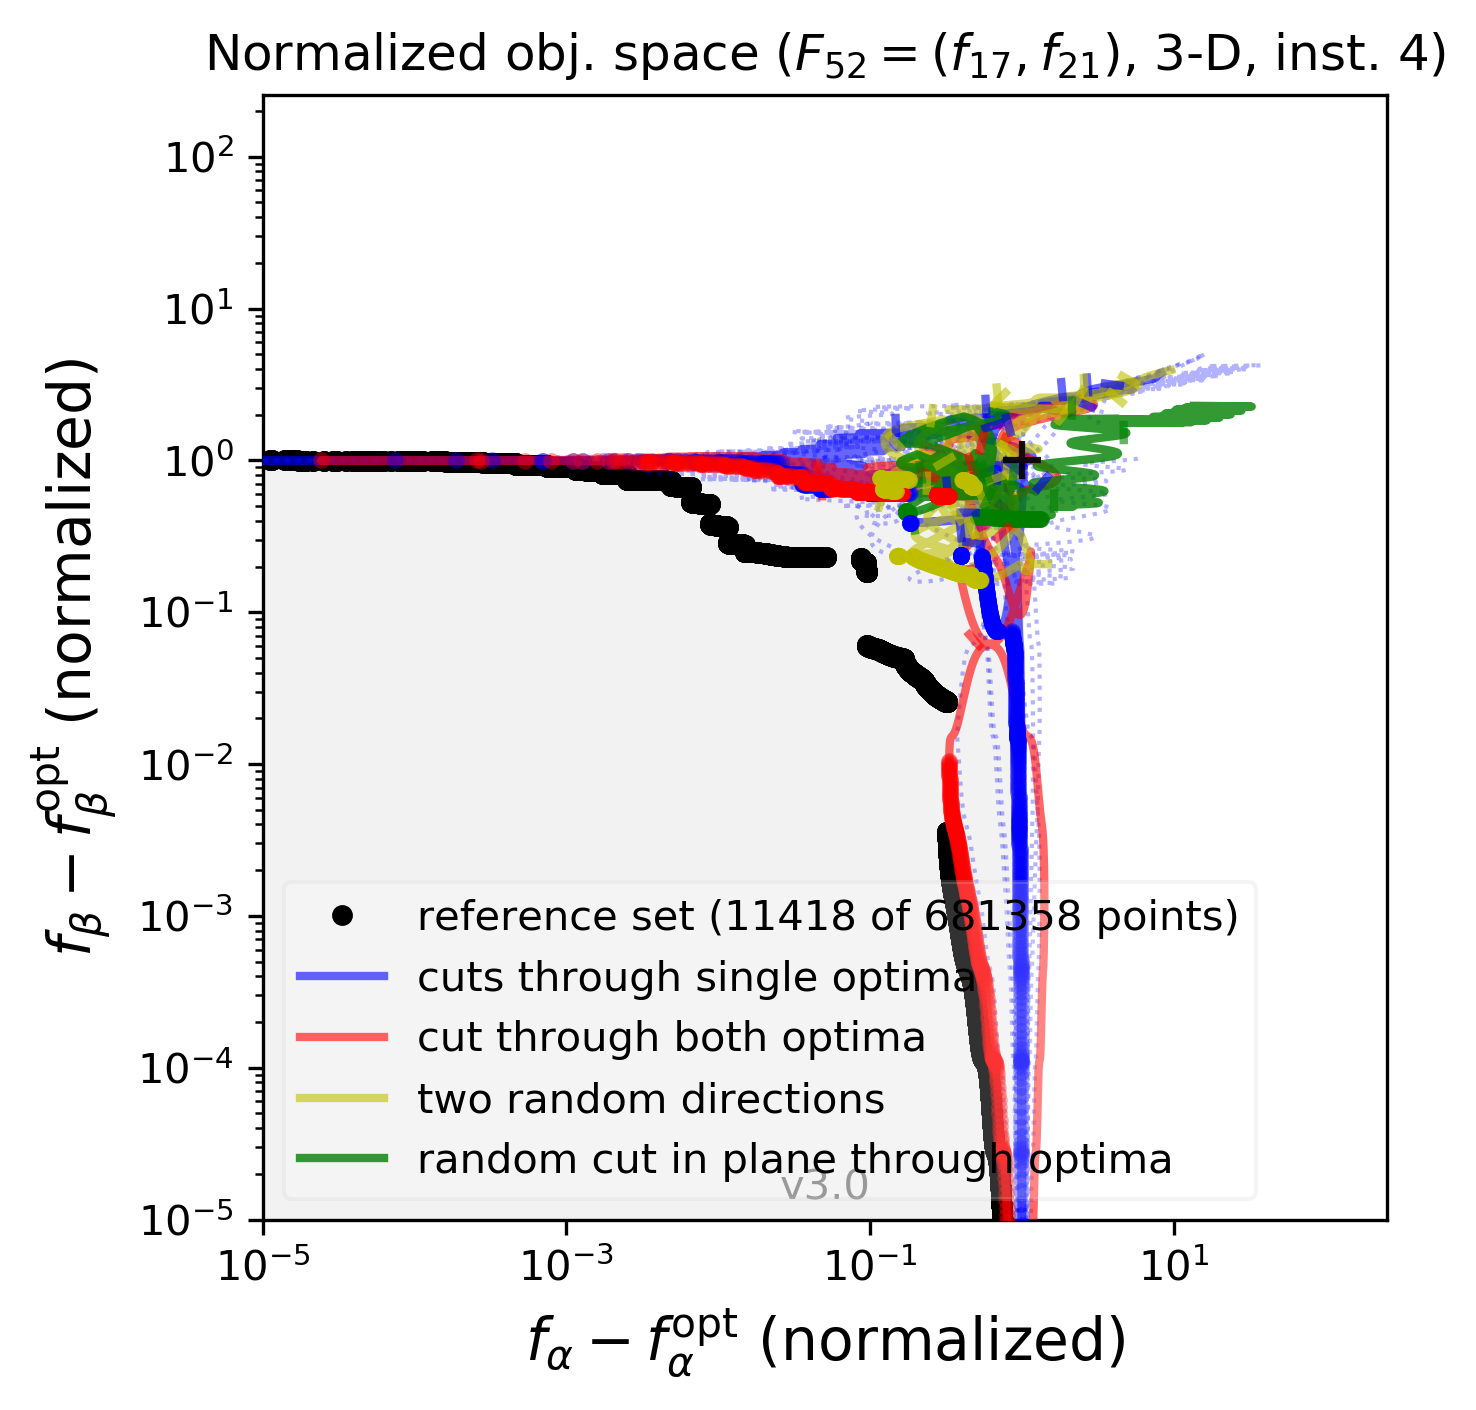 Normalized obj. space (F₅₂ = (f₁₇, f₂₁), 3-D, inst. 4)
10²
10¹
10⁰
10⁻¹
10⁻²
10⁻³
10⁻⁴
10⁻⁵
f_β − f_β^opt (normalized)
reference set (11418 of 681358 points)
cuts through single optima
cut through both optima
two random directions
random cut in plane through optima
v3.0
10⁻⁵ 10⁻³ 10⁻¹ 10¹
f_α − f_α^opt (normalized)